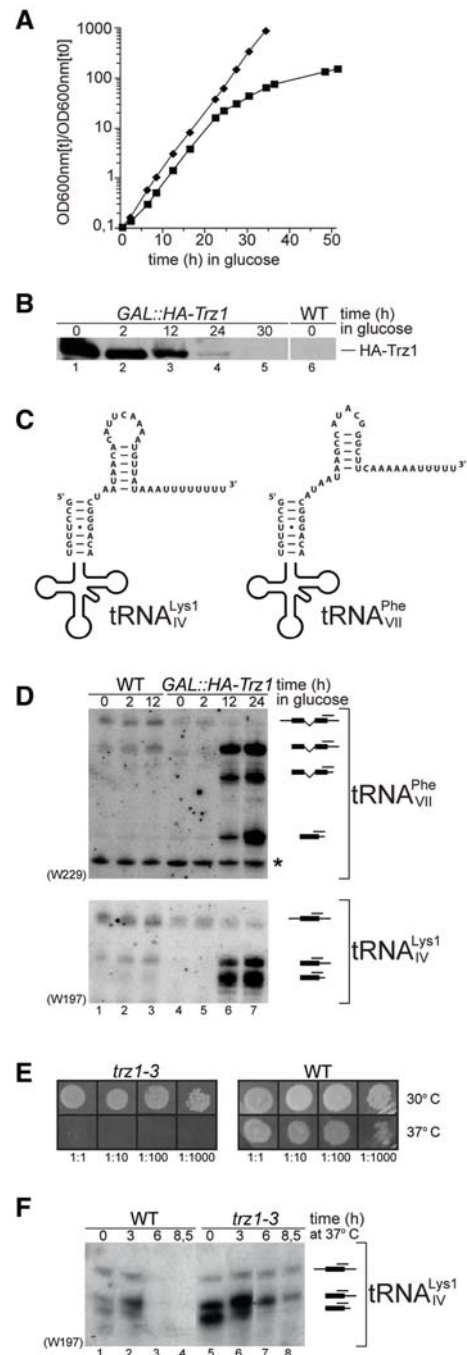 A
OD600nm[t]/OD600nm[t0]
1000
100
10
1
0,1
0 10 20 30 40 50
time (h) in glucose
B
GAL::HA-Trz1 WT time (h)
0 2 12 24 30 0 in glucose
HA-Trz1
1 2 3 4 5 6
C
5' 3' 5' 3'
tRNA Lys1 IV tRNA Phe VII
D
WT GAL::HA-Trz1 time (h)
0 2 12 0 2 12 24 in glucose
tRNA Phe VII
*
(W229)
tRNA Lys1 IV
(W197)
1 2 3 4 5 6 7
E
trz1-3 WT
30° C
37° C
1:1 1:10 1:100 1:1000 1:1 1:10 1:100 1:1000
F
WT trz1-3 time (h)
0 3 6 8,5 0 3 6 8,5 at 37° C
tRNA Lys1 IV
(W197)
1 2 3 4 5 6 7 8